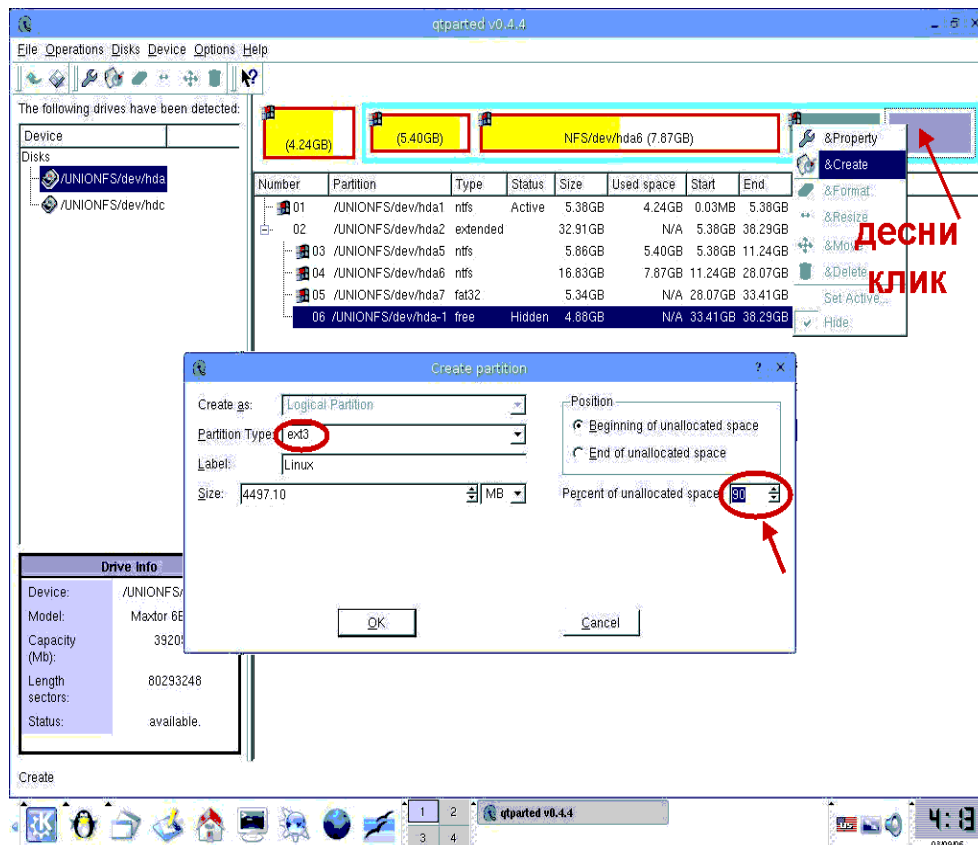 qtparted v0.4.4
File Operations Disks Device Options Help
The following drives have been detected:
Device
Disks
/UNIONFS/dev/hda
/UNIONFS/dev/hdc
(4.24GB)
(5.40GB)
NFS/dev/hda6 (7.87GB)
Number Partition Type Status Size Used space Start End
01 /UNIONFS/dev/hda1 ntfs Active 5.38GB 4.24GB 0.03MB 5.38GB
02 /UNIONFS/dev/hda2 extended 32.91GB N/A 5.38GB 38.29GB
03 /UNIONFS/dev/hda5 ntfs 5.86GB 5.40GB 5.38GB 11.24GB
04 /UNIONFS/dev/hda6 ntfs 16.83GB 7.87GB 11.24GB 28.07GB
05 /UNIONFS/dev/hda7 fat32 5.34GB N/A 28.07GB 33.41GB
06 /UNIONFS/dev/hda-1 free Hidden 4.88GB N/A 33.41GB 38.29GB
&Property
&Create
&Format
&Resize
&Move
&Delete
Set Active...
Hide
десни
клик
Create partition
Create as: Logical Partition
Partition Type: ext3
Label: Linux
Size: 4497.10 MB
Position
Beginning of unallocated space
End of unallocated space
Percent of unallocated space: 90
OK
Cancel
Drive Info
Device: /UNIONFS/
Model: Maxtor 6E
Capacity (Mb): 3920
Length sectors: 80293248
Status: available.
Create
1 2
3 4
qtparted v0.4.4
4:13